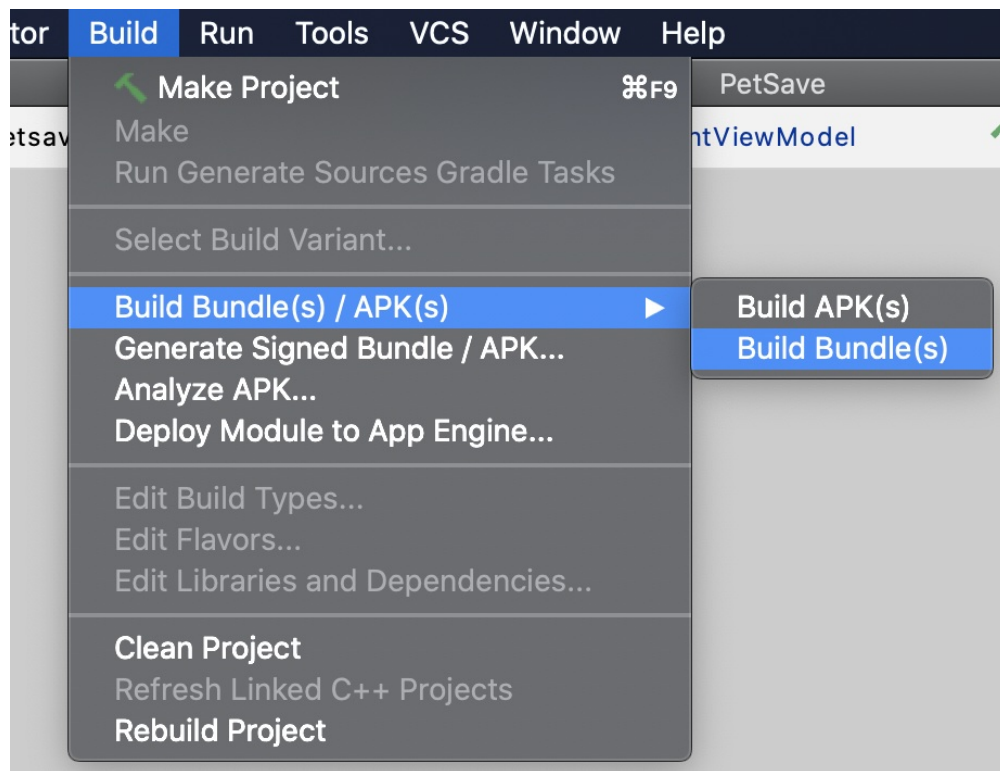 tor Build Run Tools VCS Window Help
Make Project ⌘F9
PetSave
etsav
ntViewModel
Make
Run Generate Sources Gradle Tasks
Select Build Variant...
Build Bundle(s) / APK(s)
Build APK(s)
Generate Signed Bundle / APK...
Build Bundle(s)
Analyze APK...
Deploy Module to App Engine...
Edit Build Types...
Edit Flavors...
Edit Libraries and Dependencies...
Clean Project
Refresh Linked C++ Projects
Rebuild Project